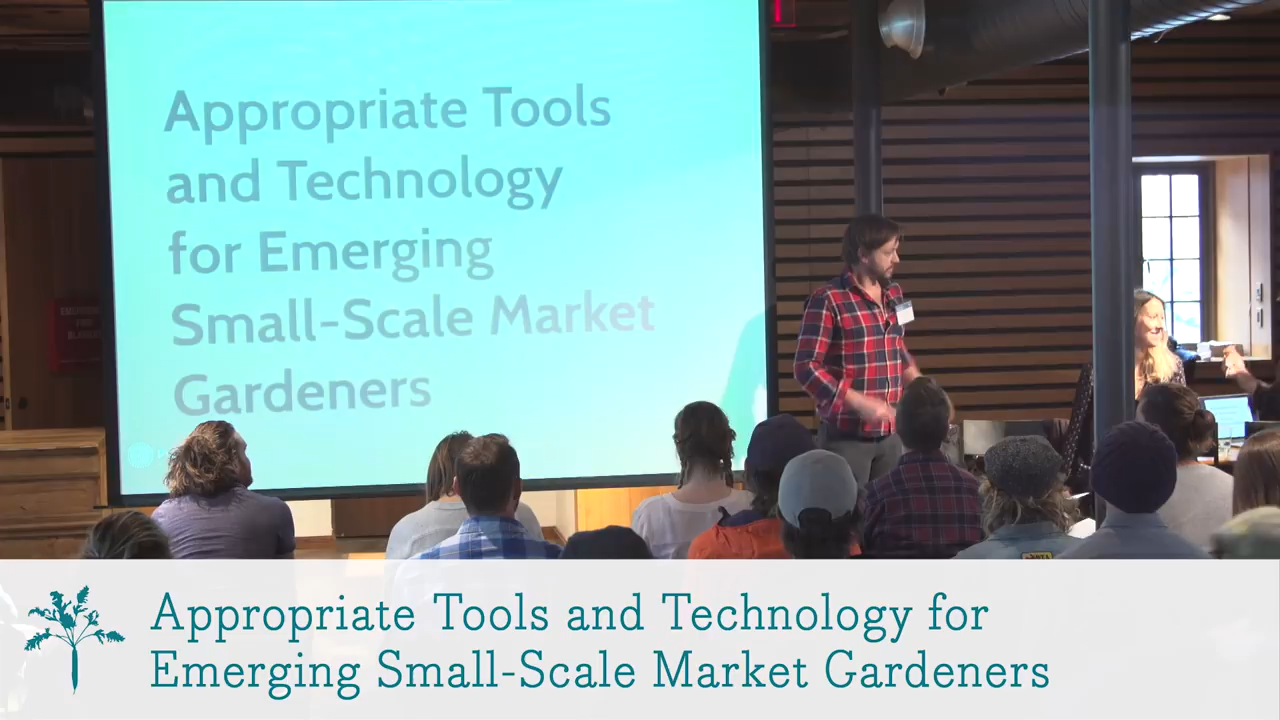 Appropriate Tools
and Technology
for Emerging
Small-Scale Market
Gardeners
Appropriate Tools and Technology for
Emerging Small-Scale Market Gardeners